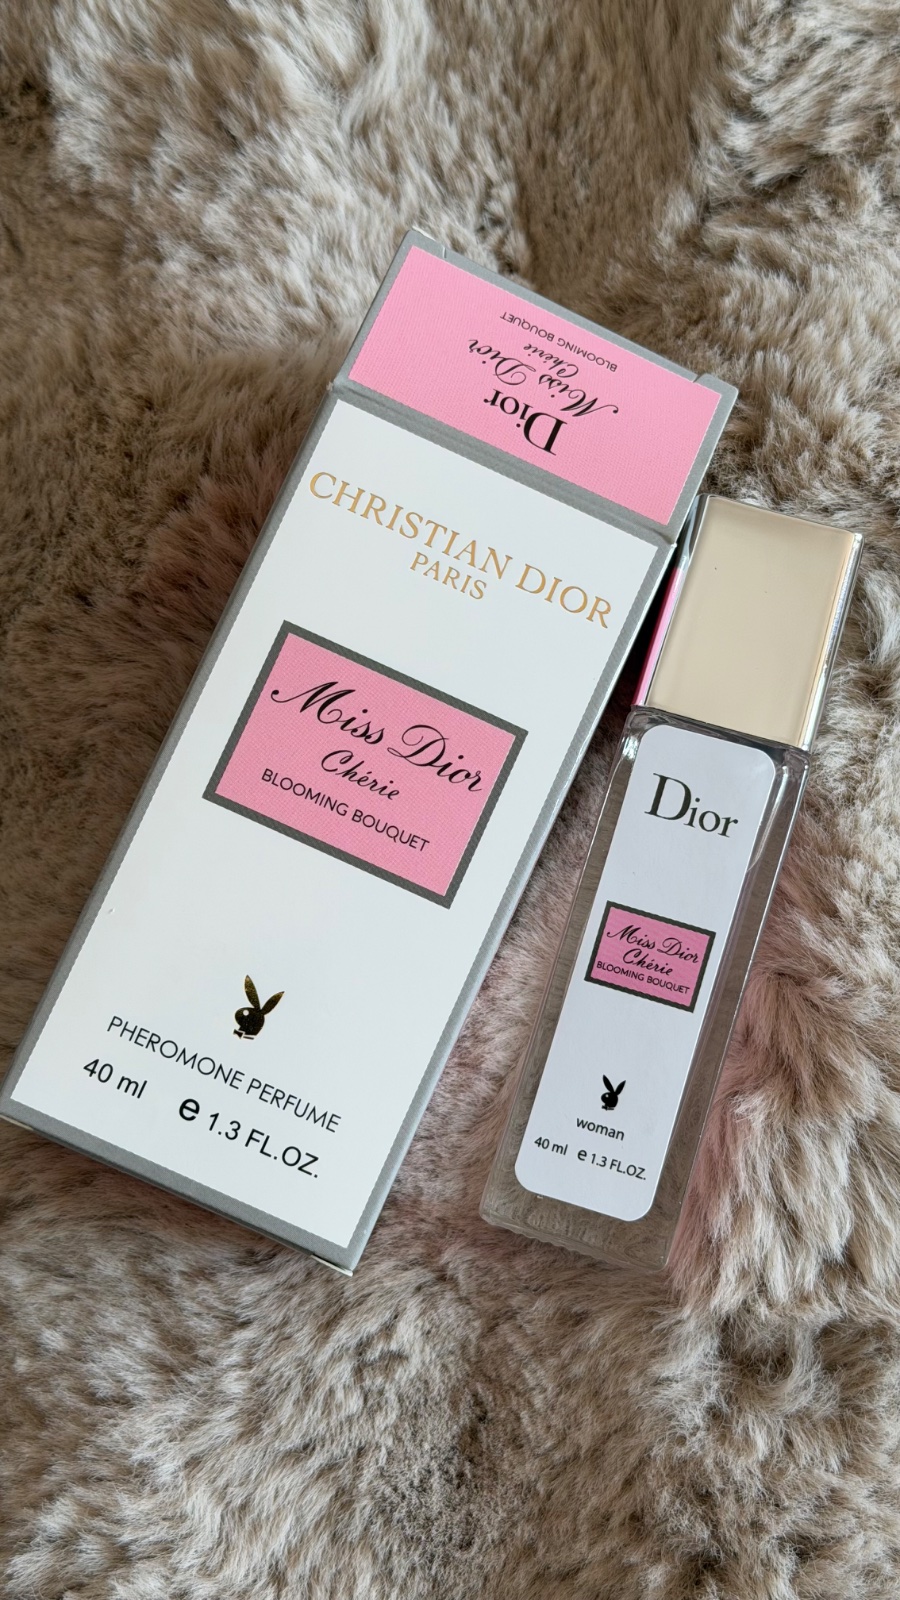 Dior
Miss Dior
Chérie
BLOOMING BOUQUET
CHRISTIAN DIOR
PARIS
Miss Dior
Chérie
BLOOMING BOUQUET
PHEROMONE PERFUME
40 ml e 1.3 FL.OZ.
Dior
Miss Dior
Chérie
BLOOMING BOUQUET
woman
40 ml e 1.3 FL.OZ.